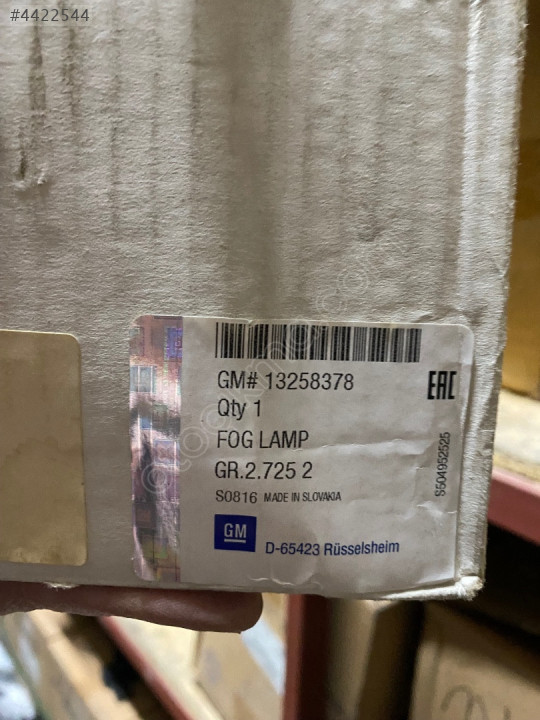 #4422544
GM# 13258378
Qty 1
FOG LAMP
GR.2.725 2
S0816 MADE IN SLOVAKIA
GM
D-65423 Rüsselsheim
EAC
S504952525